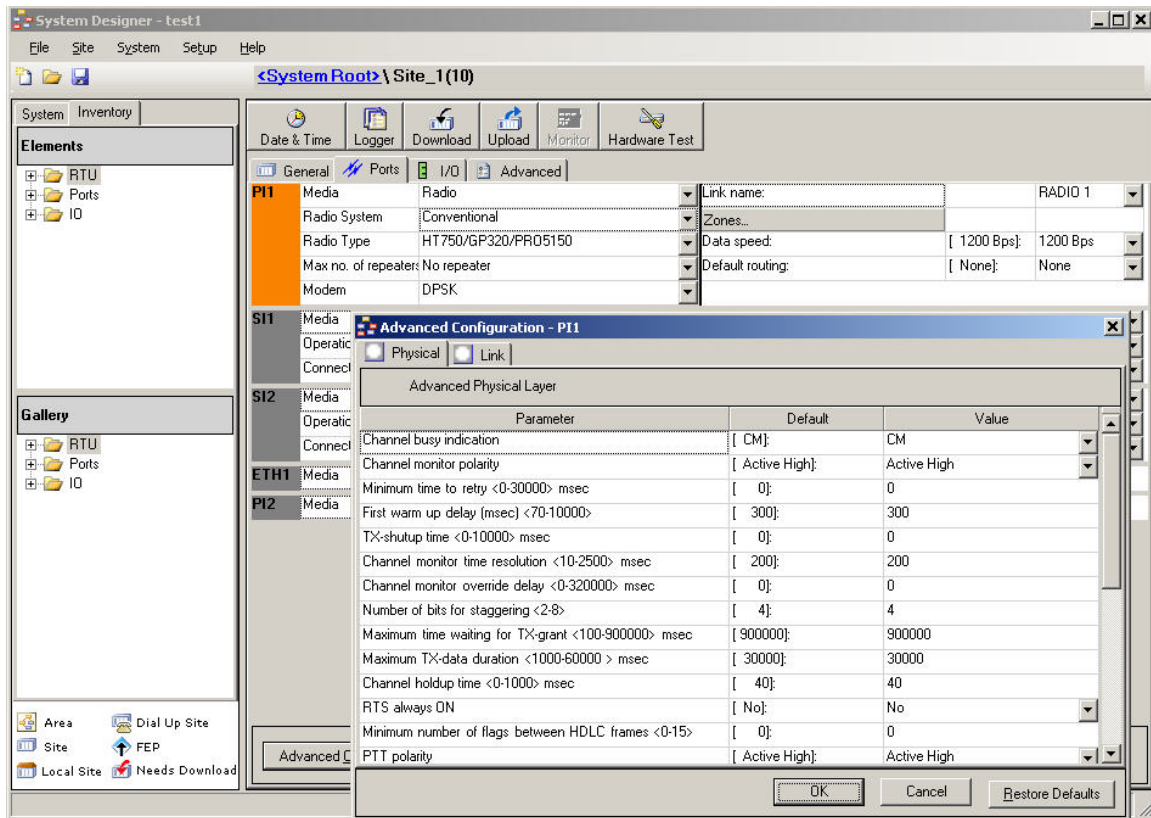 System Designer - test1
File Site System Setup Help
<System Root>\ Site_1(10)
System Inventory
Elements
RTU
Ports
IO
Gallery
RTU
Ports
IO
Area Dial Up Site
Site FEP
Local Site Needs Download
Date & Time Logger Download Upload Monitor Hardware Test
General Ports I/O Advanced
PI1 Media Radio Link name: RADIO 1
Radio System Conventional Zones...
Radio Type HT750/GP320/PRO5150 Data speed: [ 1200 Bps]: 1200 Bps
Max no. of repeaters No repeater Default routing: [ None]: None
Modem DPSK
SI1 Media
SI2 Media
ETH1 Media
PI2 Media
Advanced Configuration - PI1
Physical Link
Advanced Physical Layer
Parameter Default Value
Channel busy indication [ CM]: CM
Channel monitor polarity [ Active High]: Active High
Minimum time to retry <0-30000> msec [ 0]: 0
First warm up delay (msec) <70-10000> [ 300]: 300
TX-shutup time <0-10000> msec [ 0]: 0
Channel monitor time resolution <10-2500> msec [ 200]: 200
Channel monitor override delay <0-320000> msec [ 0]: 0
Number of bits for staggering <2-8> [ 4]: 4
Maximum time waiting for TX-grant <100-900000> msec [ 900000]: 900000
Maximum TX-data duration <1000-60000 > msec [ 30000]: 30000
Channel holdup time <0-1000> msec [ 40]: 40
RTS always ON [ No]: No
Minimum number of flags between HDLC frames <0-15> [ 0]: 0
PTT polarity [ Active High]: Active High
OK Cancel Restore Defaults
Advanced